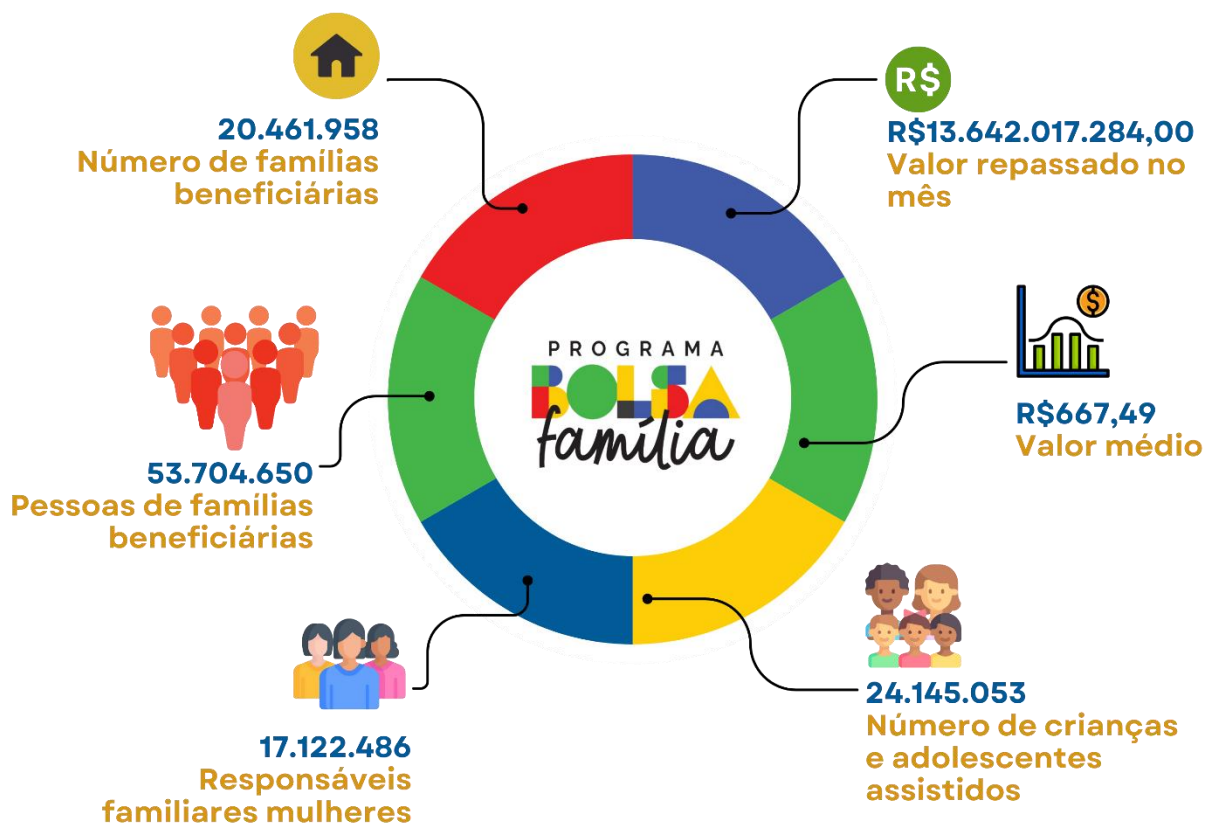 20.461.958
Número de famílias
beneficiárias
R$
R$13.642.017.284,00
Valor repassado no
mês
$
R$667,49
Valor médio
PROGRAMA
BOLSA
família
53.704.650
Pessoas de famílias
beneficiárias
17.122.486
Responsáveis
familiares mulheres
24.145.053
Número de crianças
e adolescentes
assistidos